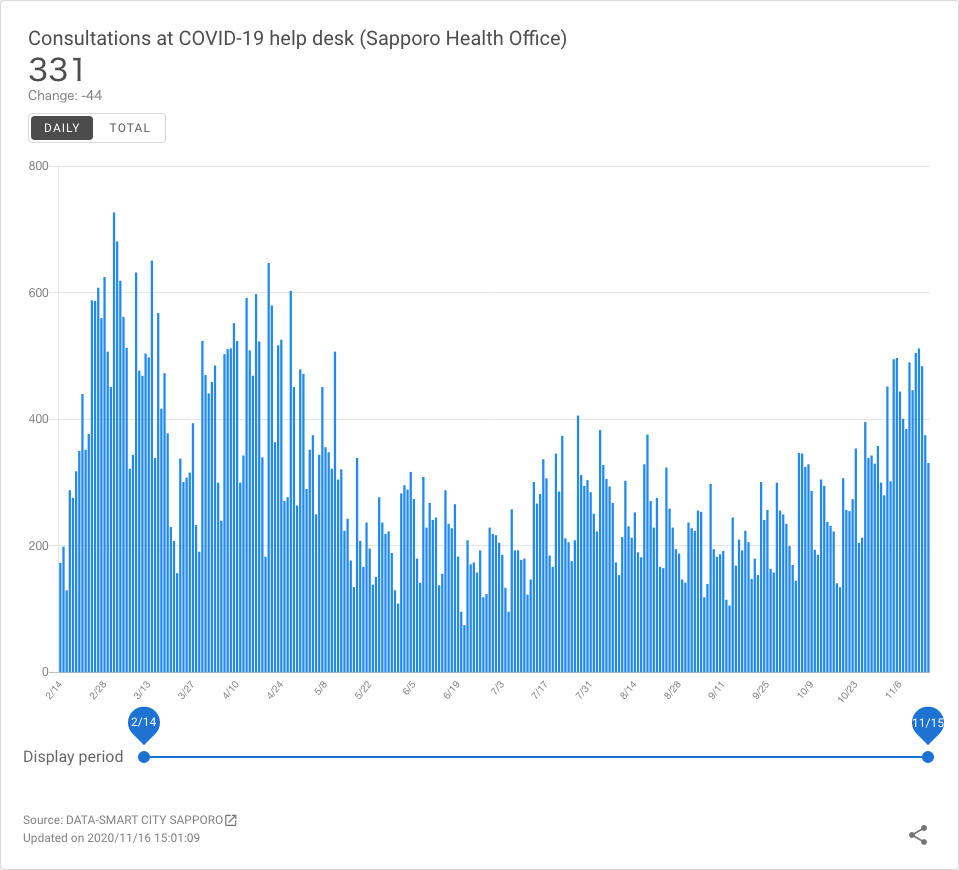 Consultations at COVID-19 help desk (Sapporo Health Office)
331
Change: -44
DAILY TOTAL
800
600
400
200
0
2/14 2/28 3/13 3/27 4/10 4/24 5/8 5/22 6/5 6/19 7/3 7/17 7/31 8/14 8/28 9/11 9/25 10/9 10/23 11/6
2/14 11/15
Display period
Source: DATA-SMART CITY SAPPORO
Updated on 2020/11/16 15:01:09